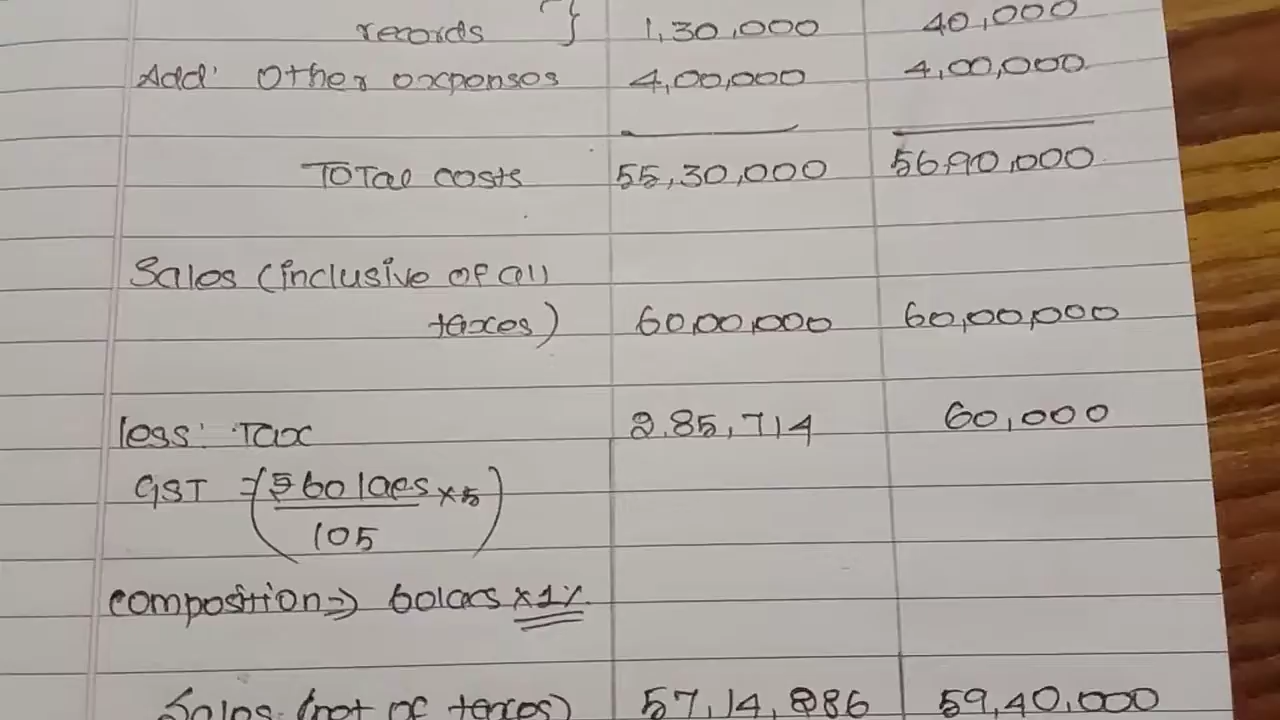 records } 1,30,000 40,000
Add: Other expenses 4,00,000 4,00,000
Total costs 55,30,000 56,90,000
Sales (inclusive of all
taxes) 60,00,000 60,00,000
less: Tax 2,85,714 60,000
GST = (₹60 lacs × 5)
105
composition ⇒ 60lacs × 1%
Sales (net of taxes) 57,14,286 59,40,000